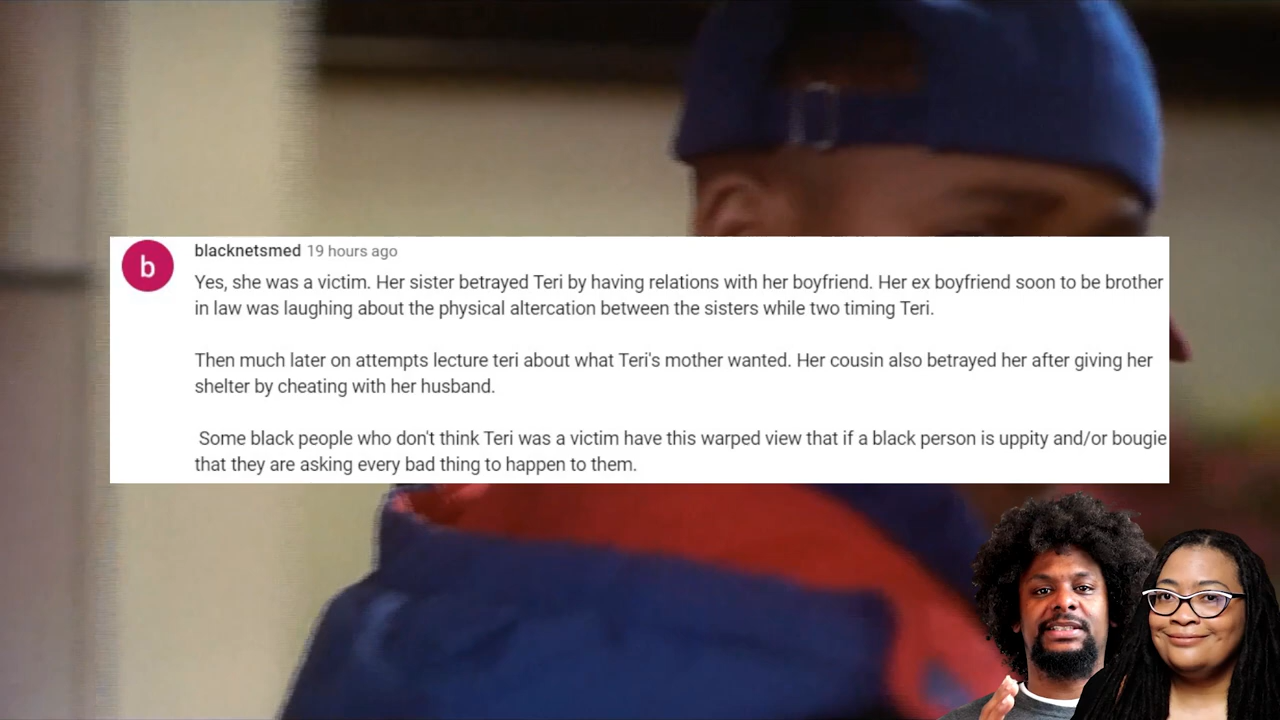 b
blacknetsmed 19 hours ago
Yes, she was a victim. Her sister betrayed Teri by having relations with her boyfriend. Her ex boyfriend soon to be brother
in law was laughing about the physical altercation between the sisters while two timing Teri.
Then much later on attempts lecture teri about what Teri's mother wanted. Her cousin also betrayed her after giving her
shelter by cheating with her husband.
Some black people who don't think Teri was a victim have this warped view that if a black person is uppity and/or bougie
that they are asking every bad thing to happen to them.